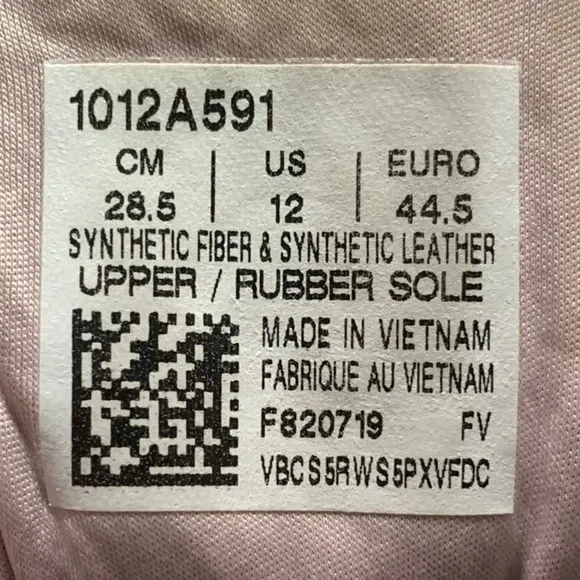 1012A591
CM | US | EURO
28.5 | 12 | 44.5
SYNTHETIC FIBER & SYNTHETIC LEATHER
UPPER / RUBBER SOLE
MADE IN VIETNAM
FABRIQUE AU VIETNAM
F820719 FV
VBCS5RWS5PXVFDC